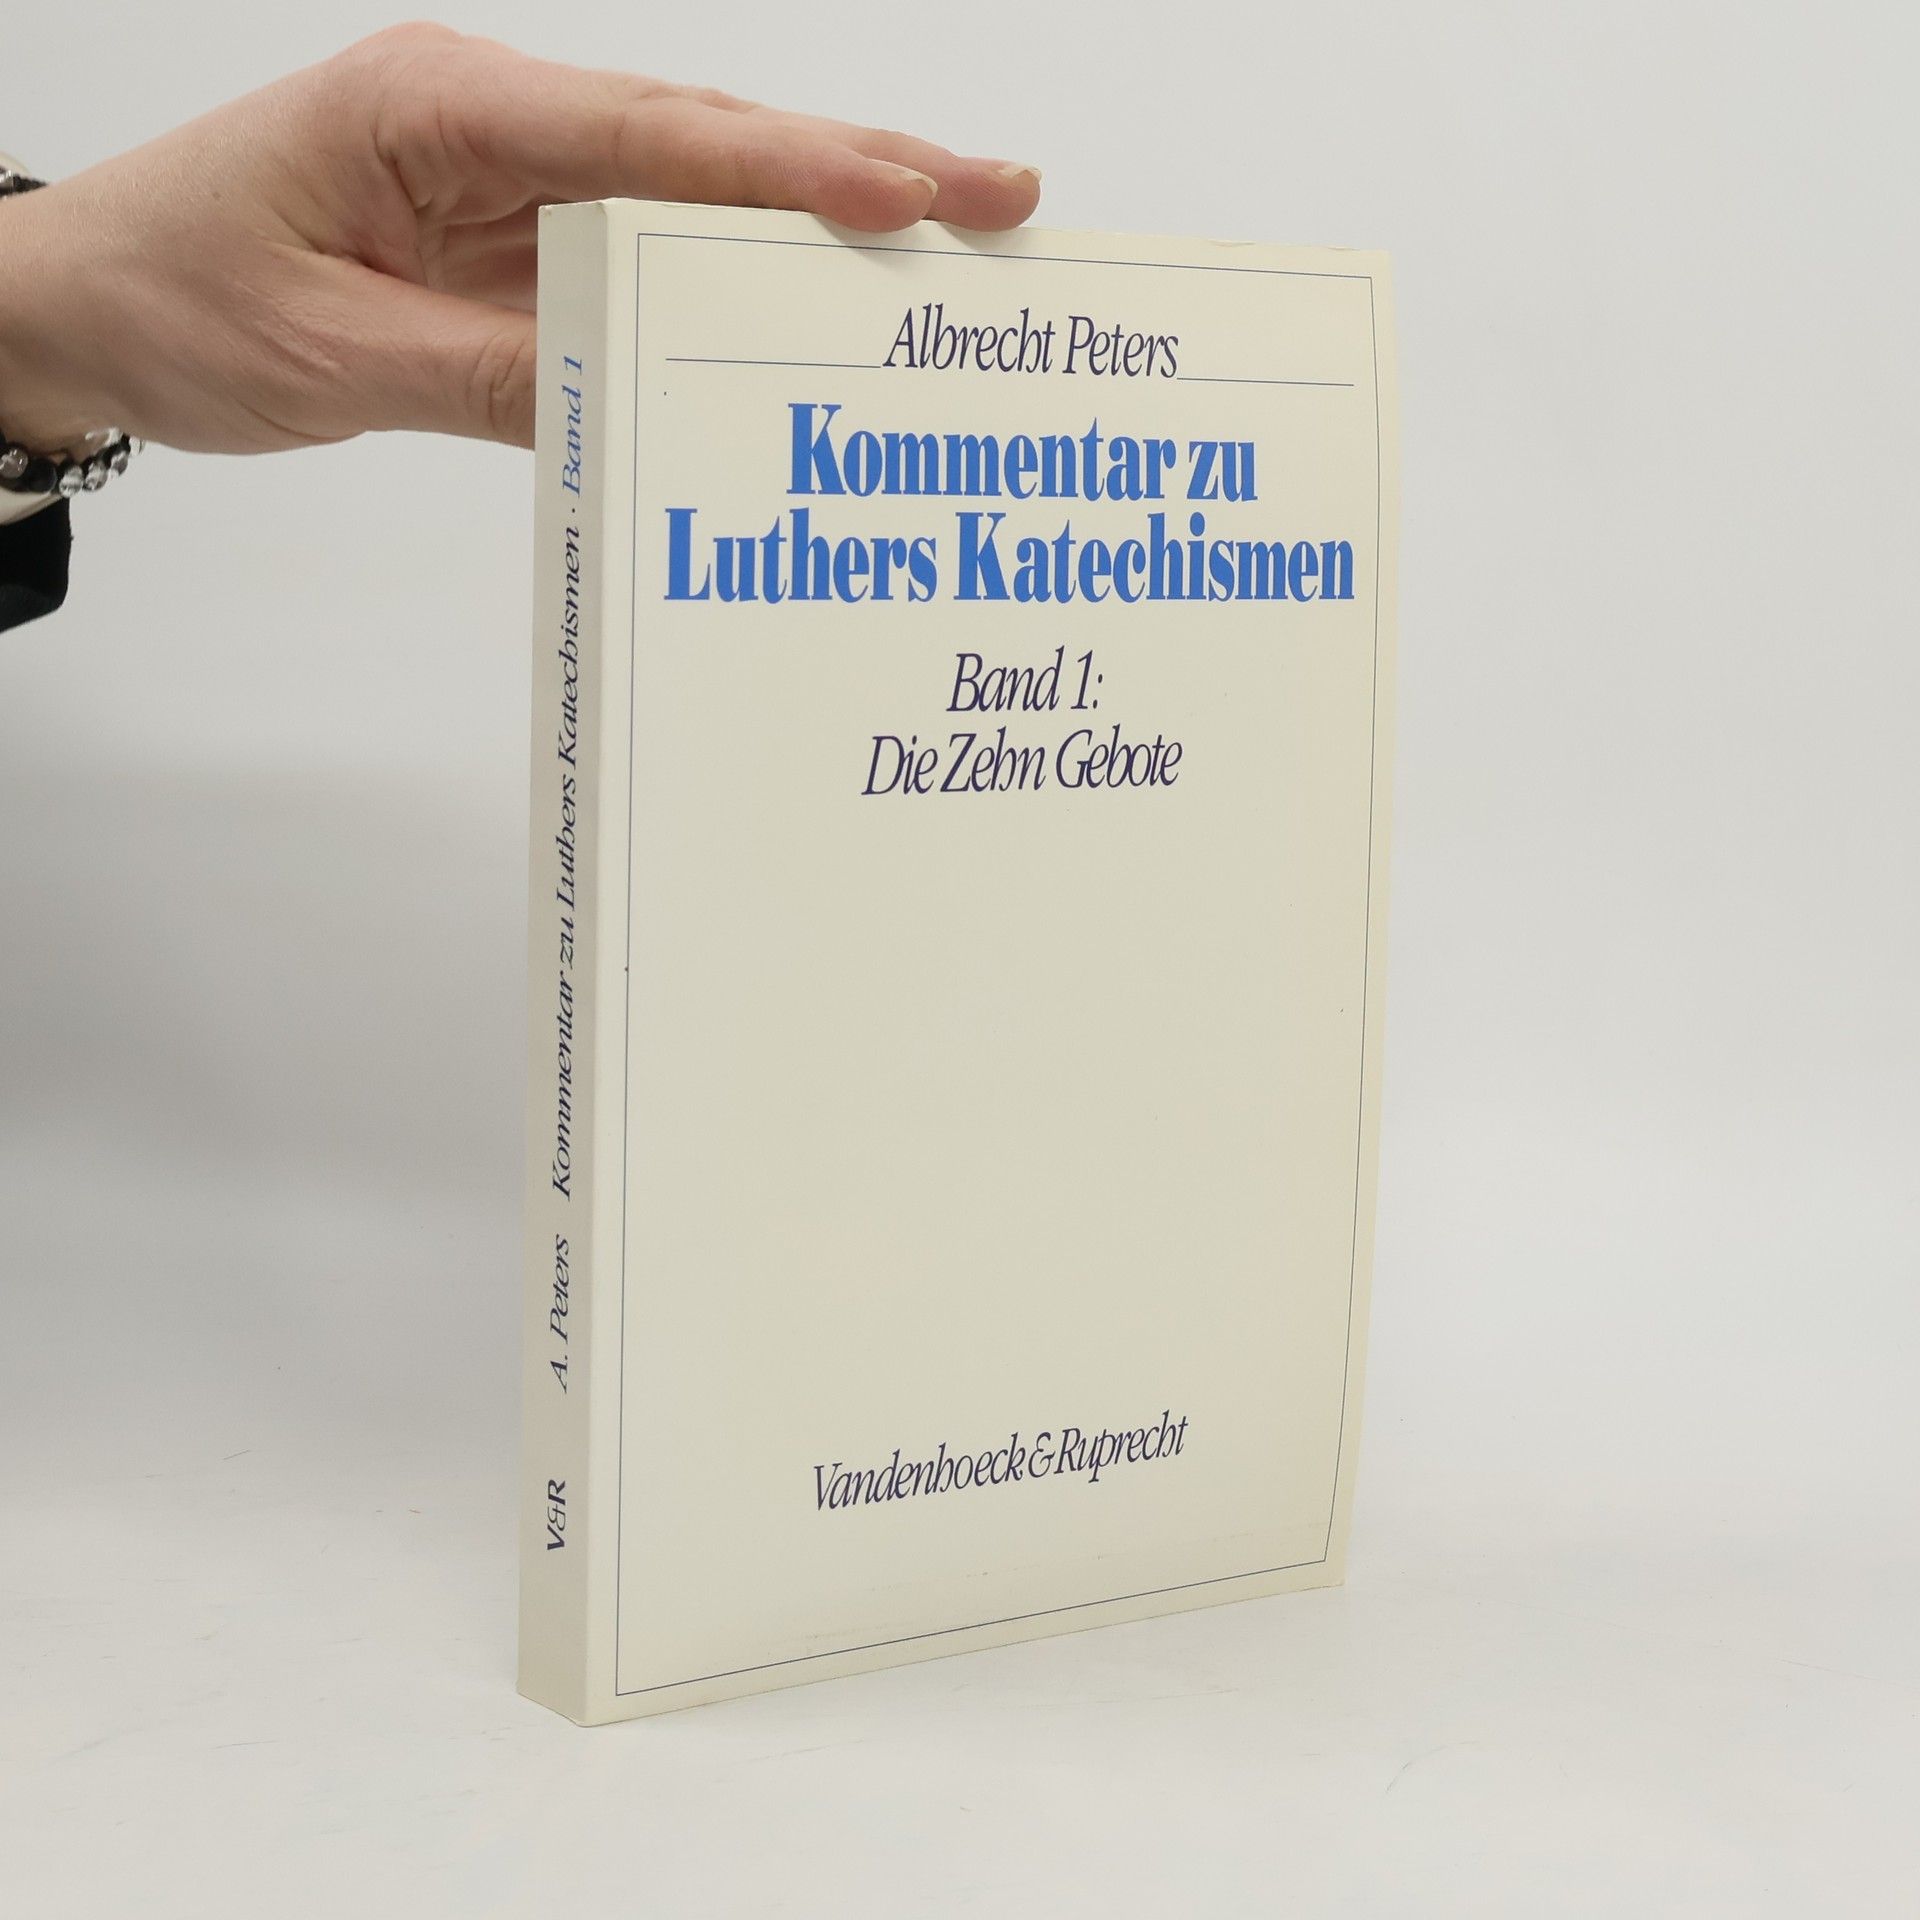 Albrecht Peters
Kommentar zu
Luthers Katechismen
Band 1:
Die Zehn Gebote
Vandenhoeck & Ruprecht
V&R A. Peters Kommentar zu Luthers Katechismen · Band 1